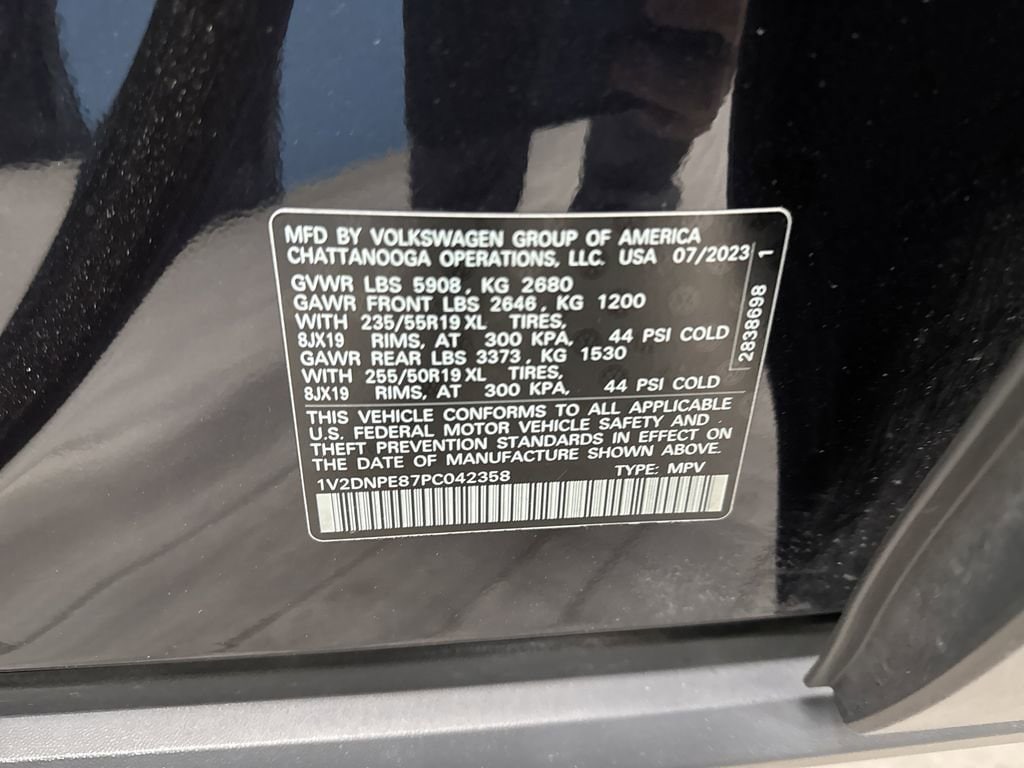 MFD BY VOLKSWAGEN GROUP OF AMERICA
CHATTANOOGA OPERATIONS, LLC. USA 07/2023
GVWR LBS 5908, KG 2680
GAWR FRONT LBS 2646, KG 1200
WITH 235/55R19 XL TIRES,
8JX19 RIMS, AT 300 KPA, 44 PSI COLD
GAWR REAR LBS 3373, KG 1530
WITH 255/50R19 XL TIRES,
8JX19 RIMS, AT 300 KPA, 44 PSI COLD
THIS VEHICLE CONFORMS TO ALL APPLICABLE
U.S. FEDERAL MOTOR VEHICLE SAFETY AND
THEFT PREVENTION STANDARDS IN EFFECT ON
THE DATE OF MANUFACTURE SHOWN ABOVE.
1V2DNPE87PC042358 TYPE: MPV
2838698 1